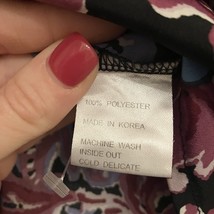 100% POLYESTER
MADE IN KOREA
MACHINE WASH
INSIDE OUT
COLD, DELICATE